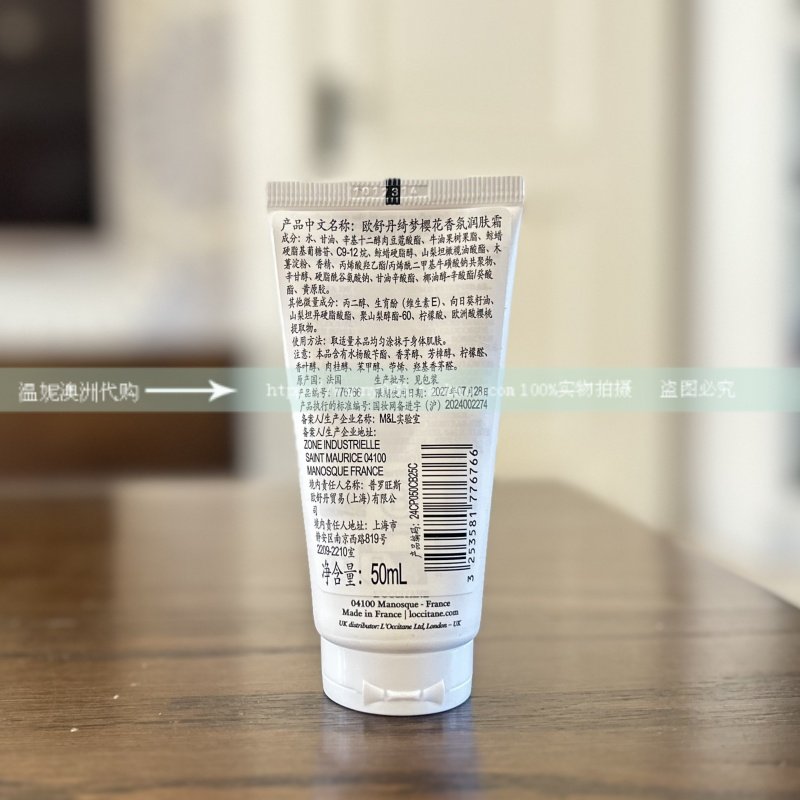 产品中文名称：欧舒丹绮梦樱花香氛润肤霜
成分：水、甘油、辛基十二醇肉豆蔻酸酯、牛油果树果脂、鲸蜡
硬脂基葡糖苷、C9-12 烷、鲸蜡硬脂醇、山梨坦橄榄油酸酯、木
薯淀粉、香精、丙烯酸羟乙酯/丙烯酰二甲基牛磺酸钠共聚物、
辛甘醇、硬脂酰谷氨酸钠、甘油辛酸酯、椰油醇-辛酸酯/癸酸
酯、黄原胶。
其他微量成分：丙二醇、生育酚（维生素E）、向日葵籽油、
山梨坦异硬脂酸酯、聚山梨醇酯-60、柠檬酸、欧洲酸樱桃
提取物。
使用方法：取适量本品均匀涂抹于身体肌肤。
注意：本品含有水杨酸苄酯、香茅醇、芳樟醇、柠檬醛、
香叶醇、肉桂醇、苯甲醇、苧烯、羟基香茅醛。
原产国：法国 生产批号：见包装
产品编号：776766 限期使用日期：2027年07月28日
产品执行的标准编号：国妆网备进字（沪）2024002274
备案人/生产企业名称：M&L实验室
备案人/生产企业地址：
ZONE INDUSTRIELLE
SAINT MAURICE 04100
MANOSQUE FRANCE
境内责任人名称：普罗旺斯
欧舒丹贸易（上海）有限公
司
境内责任人地址：上海市
静安区南京西路819号
2209-2210室
净含量：50mL
产品编码：24CP050CB25C
3 253581 776766
04100 Manosque - France
Made in France | loccitane.com
UK distributor: L'Occitane Ltd, London – UK
温妮澳洲代购
100%实物拍摄 盗图必究